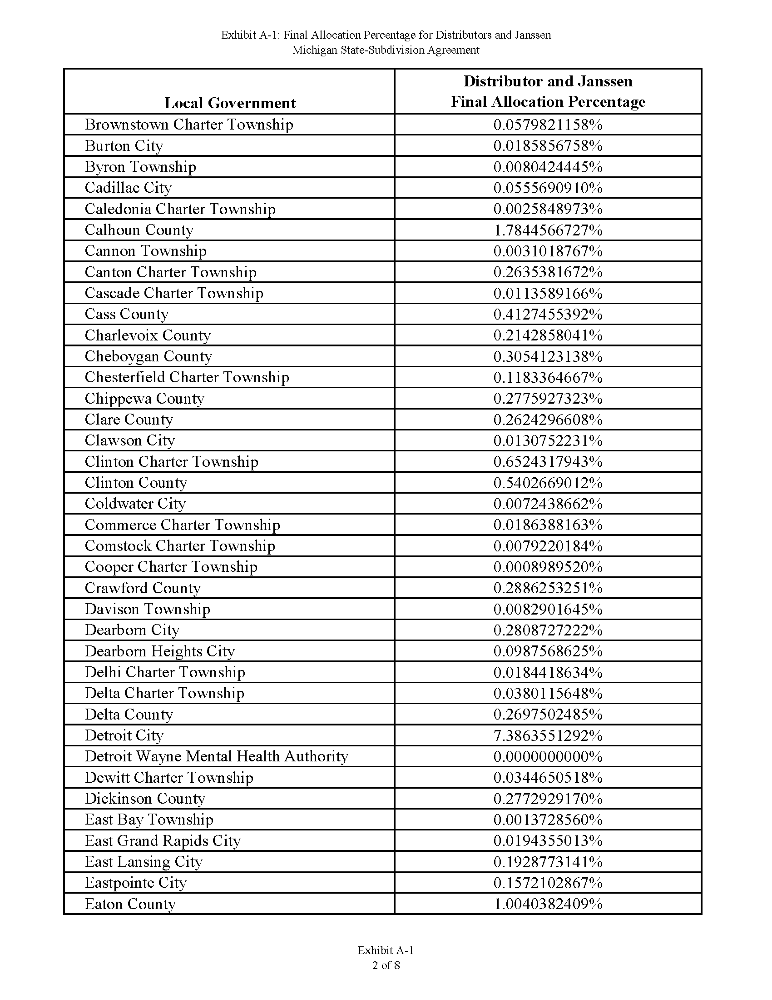 Exhibit A-1: Final Allocation Percentage for Distributors and Janssen
Michigan State-Subdivision Agreement
Local Government
Distributor and Janssen
Final Allocation Percentage
Brownstown Charter Township 0.0579821158%
Burton City 0.0185856758%
Byron Township 0.0080424445%
Cadillac City 0.0555690910%
Caledonia Charter Township 0.0025848973%
Calhoun County 1.7844566727%
Cannon Township 0.0031018767%
Canton Charter Township 0.2635381672%
Cascade Charter Township 0.0113589166%
Cass County 0.4127455392%
Charlevoix County 0.2142858041%
Cheboygan County 0.3054123138%
Chesterfield Charter Township 0.1183364667%
Chippewa County 0.2775927323%
Clare County 0.2624296608%
Clawson City 0.0130752231%
Clinton Charter Township 0.6524317943%
Clinton County 0.5402669012%
Coldwater City 0.0072438662%
Commerce Charter Township 0.0186388163%
Comstock Charter Township 0.0079220184%
Cooper Charter Township 0.0008989520%
Crawford County 0.2886253251%
Davison Township 0.0082901645%
Dearborn City 0.2808727222%
Dearborn Heights City 0.0987568625%
Delhi Charter Township 0.0184418634%
Delta Charter Township 0.0380115648%
Delta County 0.2697502485%
Detroit City 7.3863551292%
Detroit Wayne Mental Health Authority 0.0000000000%
Dewitt Charter Township 0.0344650518%
Dickinson County 0.2772929170%
East Bay Township 0.0013728560%
East Grand Rapids City 0.0194355013%
East Lansing City 0.1928773141%
Eastpointe City 0.1572102867%
Eaton County 1.0040382409%
Exhibit A-1
2 of 8